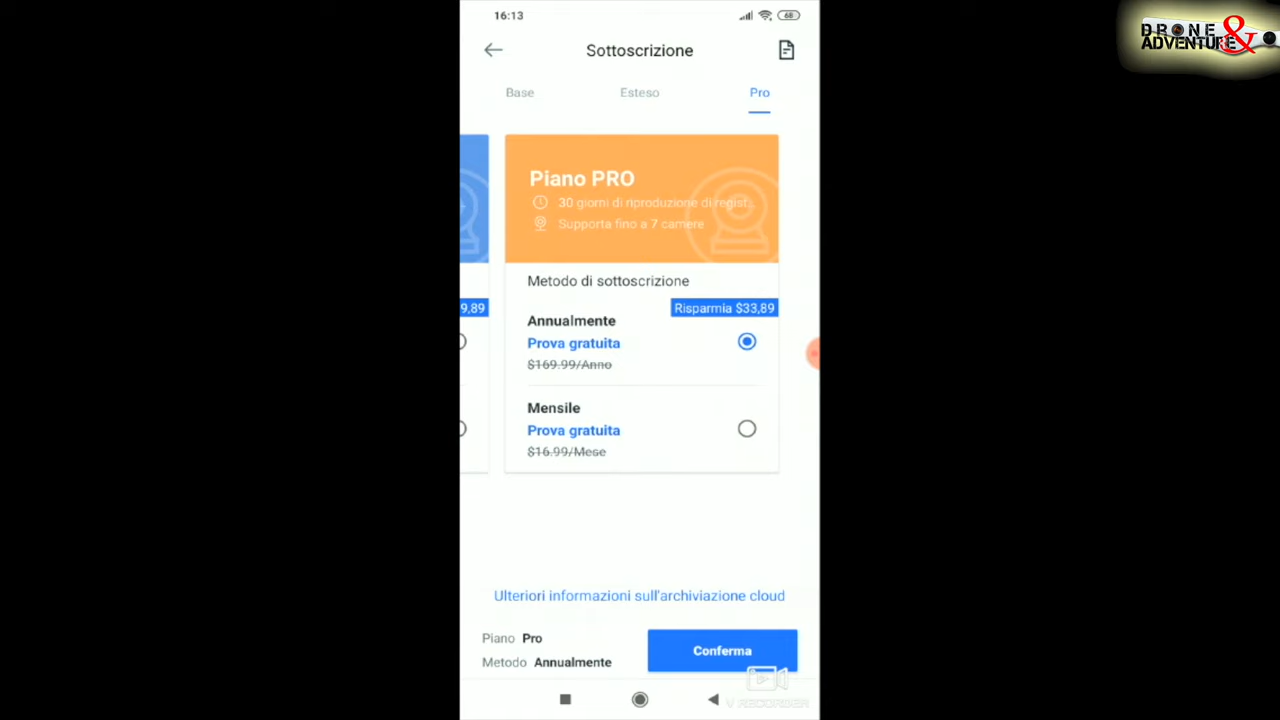 16:13
68
DRONE & ADVENTURE
Sottoscrizione
Base
Esteso
Pro
Piano PRO
30 giorni di riproduzione di regist...
Supporta fino a 7 camere
Metodo di sottoscrizione
9,89
Risparmia $33,89
Annualmente
Prova gratuita
$169.99/Anno
Mensile
Prova gratuita
$16.99/Mese
Ulteriori informazioni sull'archiviazione cloud
Piano Pro
Conferma
Metodo Annualmente
V RECORDER